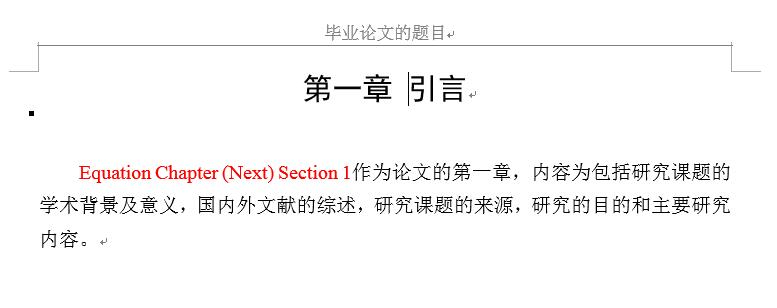 毕业论文的题目
第一章 引言
Equation Chapter (Next) Section 1作为论文的第一章，内容为包括研究课题的
学术背景及意义，国内外文献的综述，研究课题的来源，研究的目的和主要研究
内容。